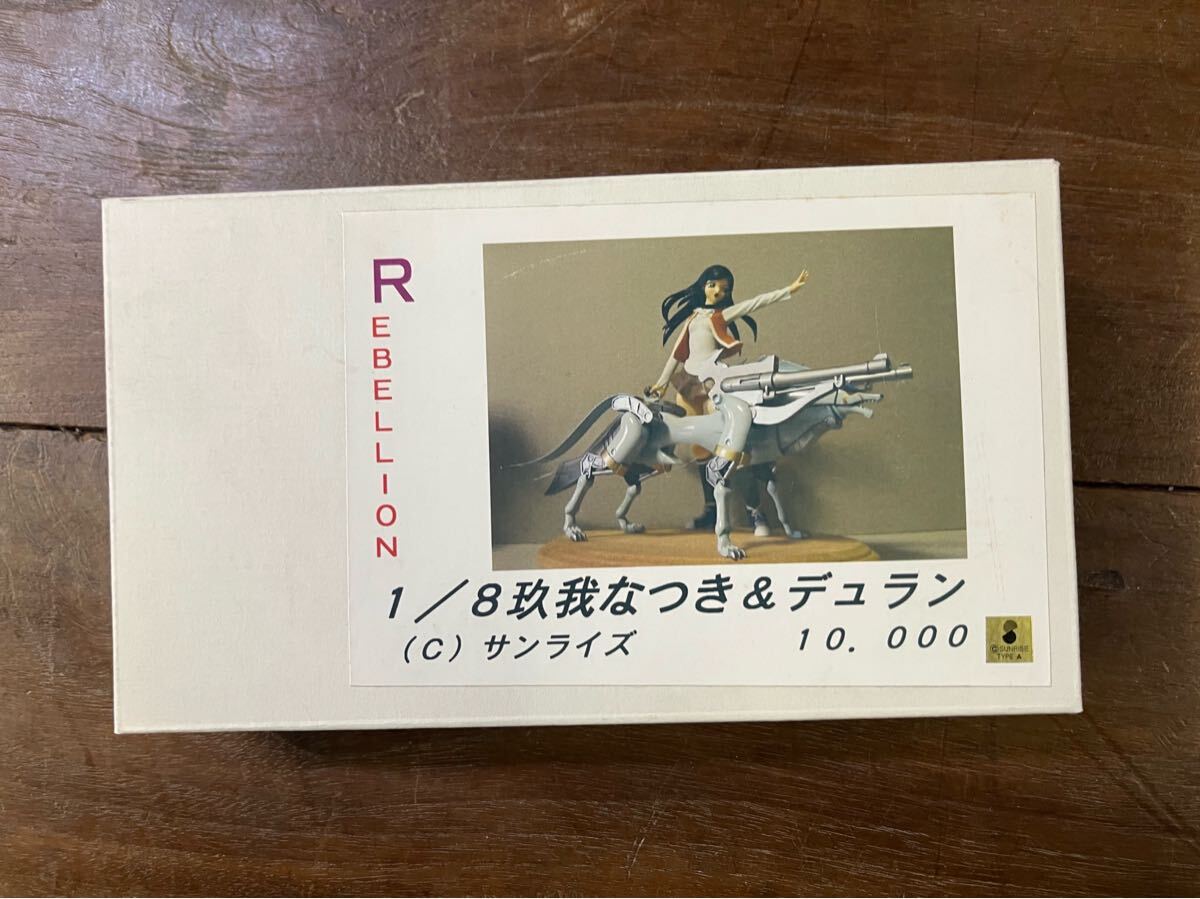 REBELLION
1／8玖我なつき＆デュラン
（C）サンライズ 10．000
©SUNRISE
TYPE A